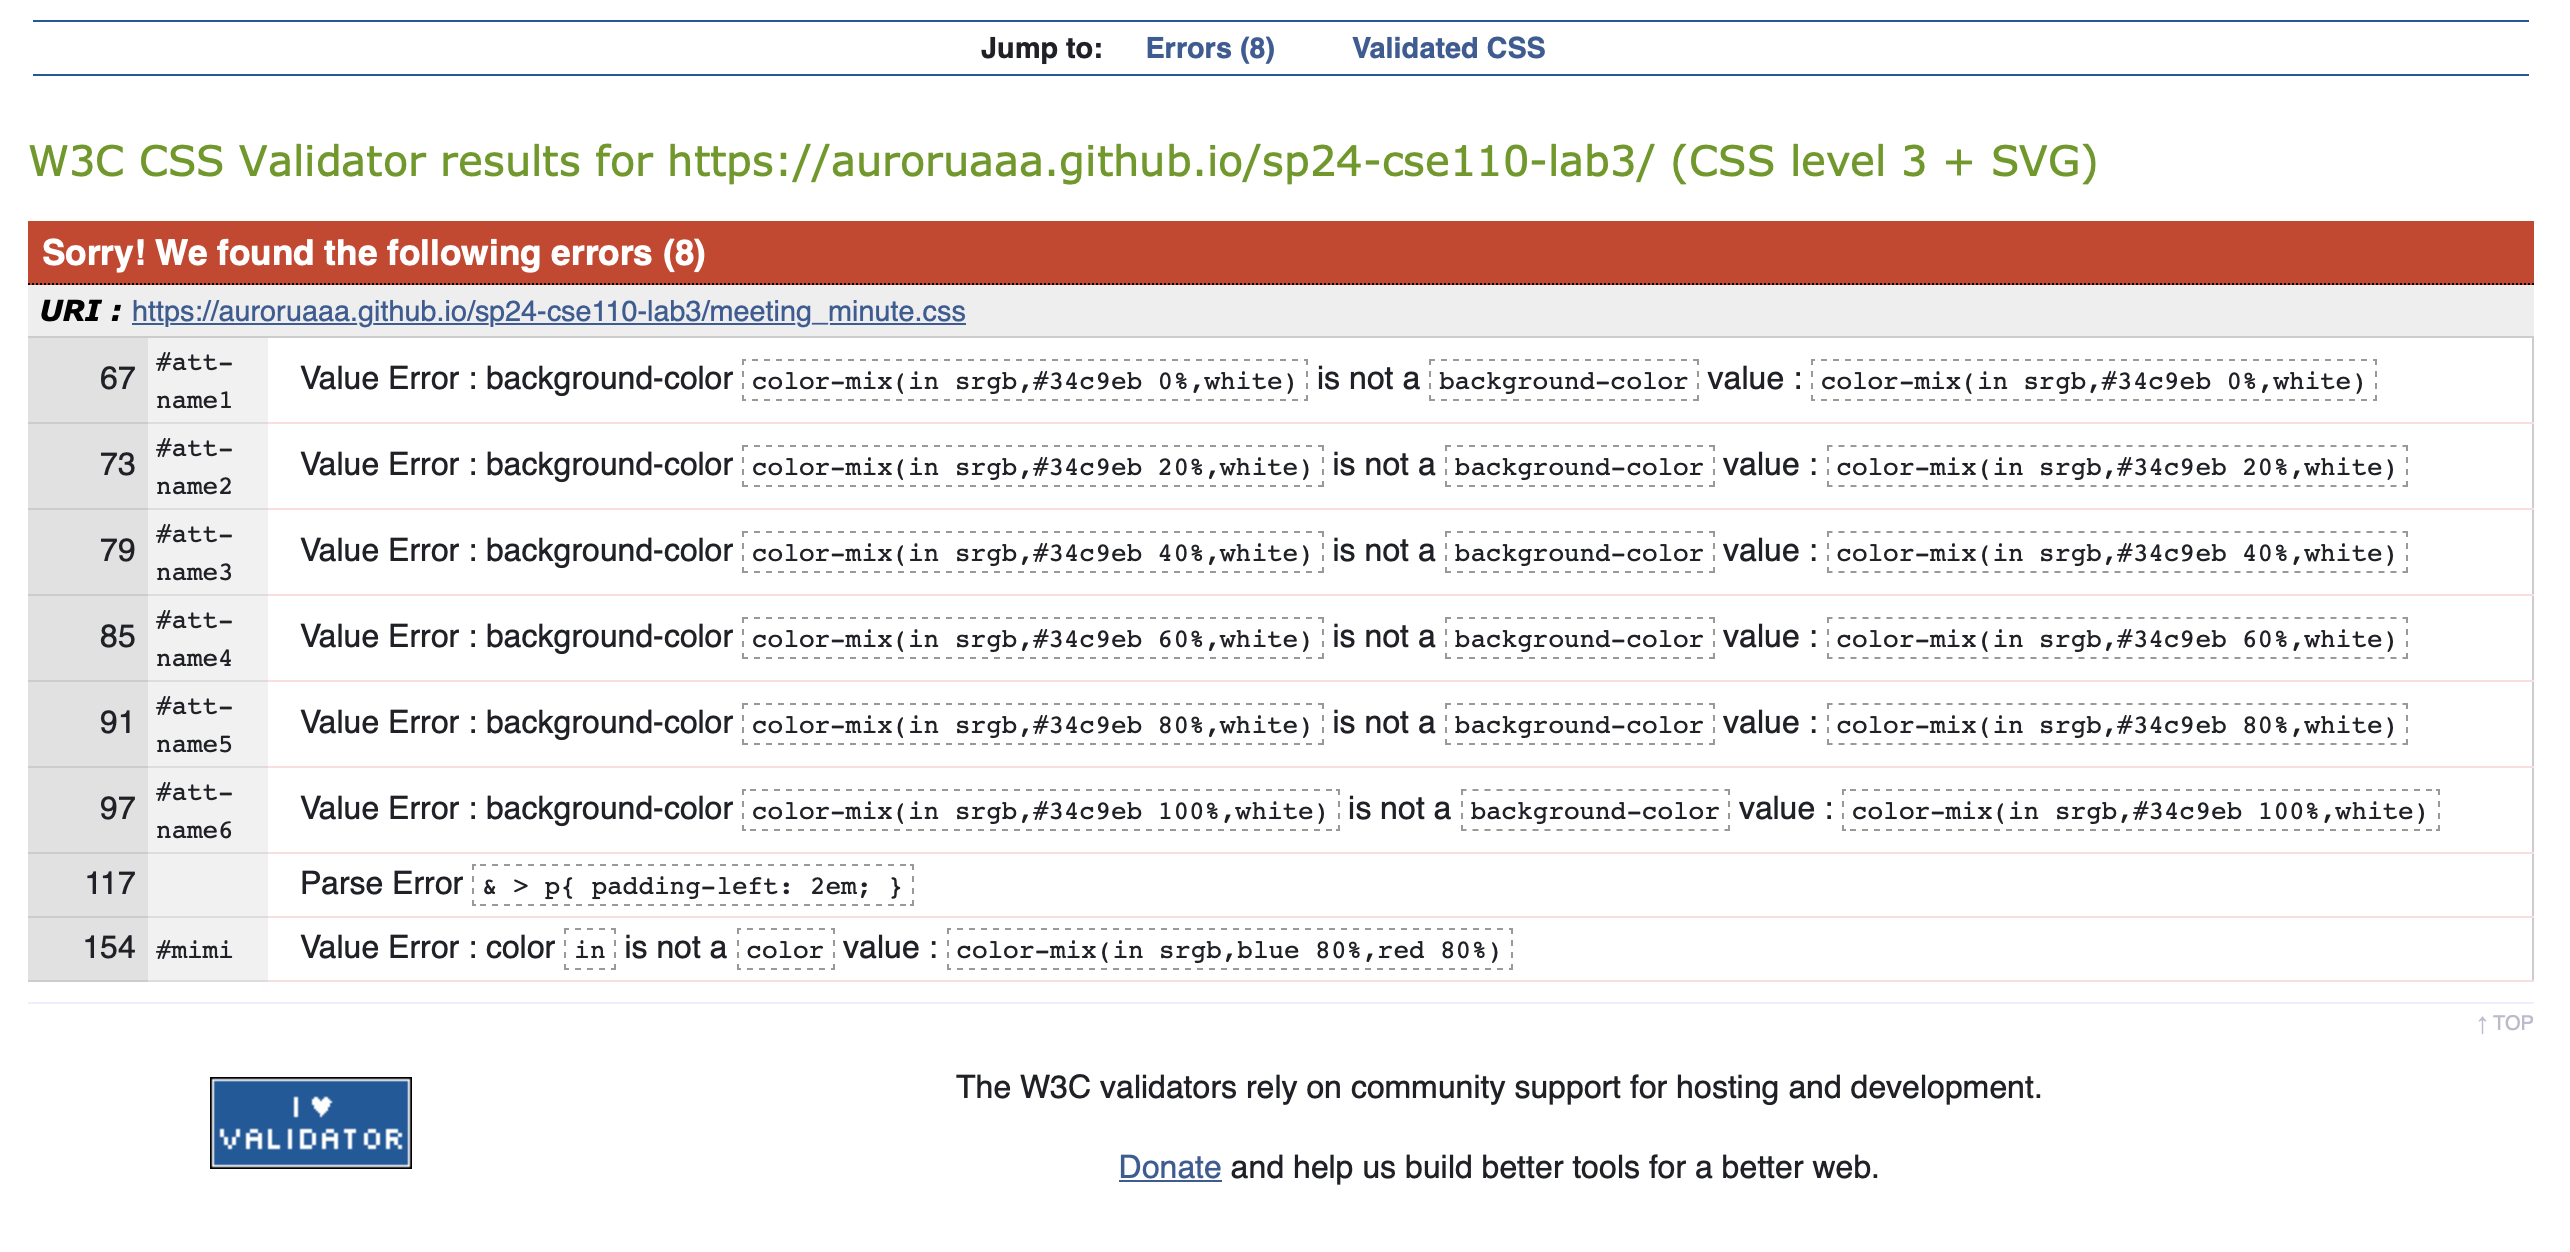 Jump to: Errors (8) Validated CSS
W3C CSS Validator results for https://auroruaaa.github.io/sp24-cse110-lab3/ (CSS level 3 + SVG)
Sorry! We found the following errors (8)
URI : https://auroruaaa.github.io/sp24-cse110-lab3/meeting_minute.css
67 #att-name1 Value Error : background-color color-mix(in srgb,#34c9eb 0%,white) is not a background-color value : color-mix(in srgb,#34c9eb 0%,white)
73 #att-name2 Value Error : background-color color-mix(in srgb,#34c9eb 20%,white) is not a background-color value : color-mix(in srgb,#34c9eb 20%,white)
79 #att-name3 Value Error : background-color color-mix(in srgb,#34c9eb 40%,white) is not a background-color value : color-mix(in srgb,#34c9eb 40%,white)
85 #att-name4 Value Error : background-color color-mix(in srgb,#34c9eb 60%,white) is not a background-color value : color-mix(in srgb,#34c9eb 60%,white)
91 #att-name5 Value Error : background-color color-mix(in srgb,#34c9eb 80%,white) is not a background-color value : color-mix(in srgb,#34c9eb 80%,white)
97 #att-name6 Value Error : background-color color-mix(in srgb,#34c9eb 100%,white) is not a background-color value : color-mix(in srgb,#34c9eb 100%,white)
117 Parse Error & > p{ padding-left: 2em; }
154 #mimi Value Error : color in is not a color value : color-mix(in srgb,blue 80%,red 80%)
↑ TOP
I ♥
VALIDATOR
The W3C validators rely on community support for hosting and development.
Donate and help us build better tools for a better web.